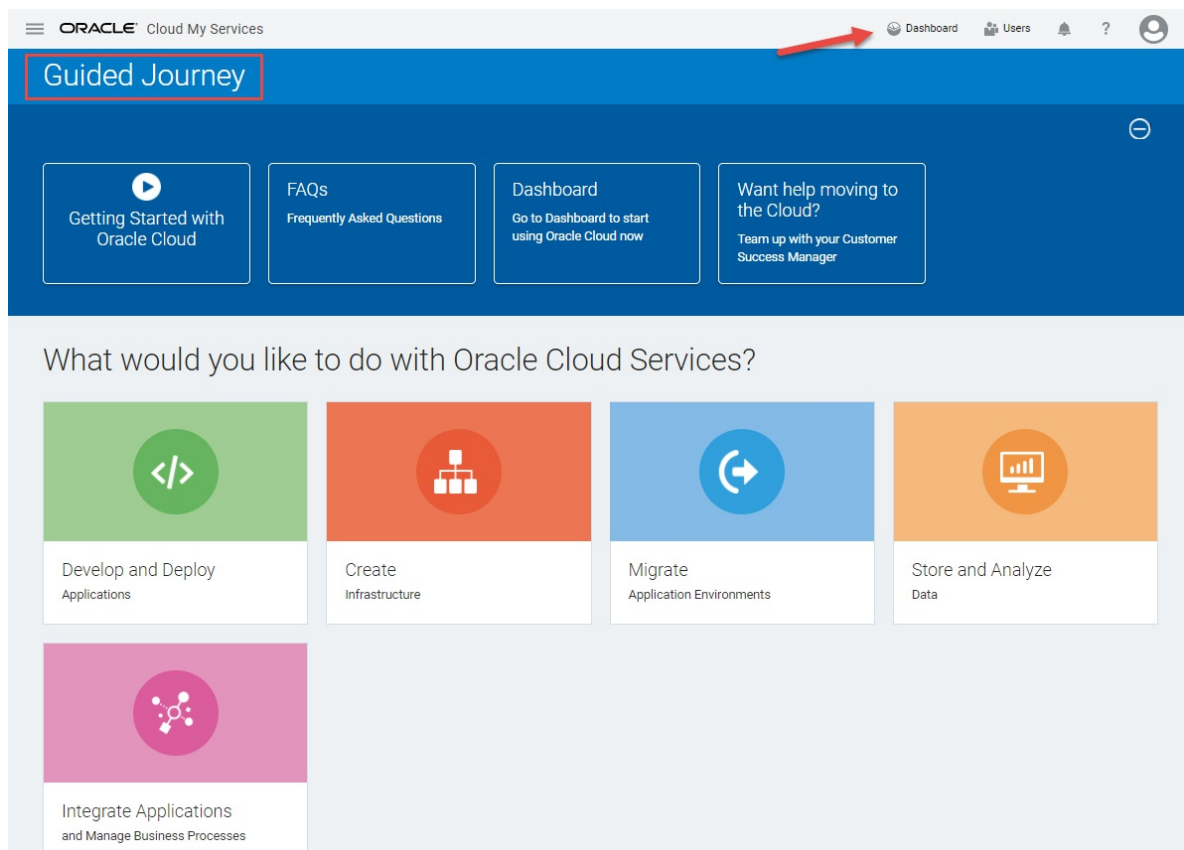 ORACLE Cloud My Services
Dashboard
Users
?
Guided Journey
Getting Started with
Oracle Cloud
FAQs
Frequently Asked Questions
Dashboard
Go to Dashboard to start
using Oracle Cloud now
Want help moving to
the Cloud?
Team up with your Customer
Success Manager
What would you like to do with Oracle Cloud Services?
</>
Develop and Deploy
Applications
Create
Infrastructure
Migrate
Application Environments
Store and Analyze
Data
Integrate Applications
and Manage Business Processes